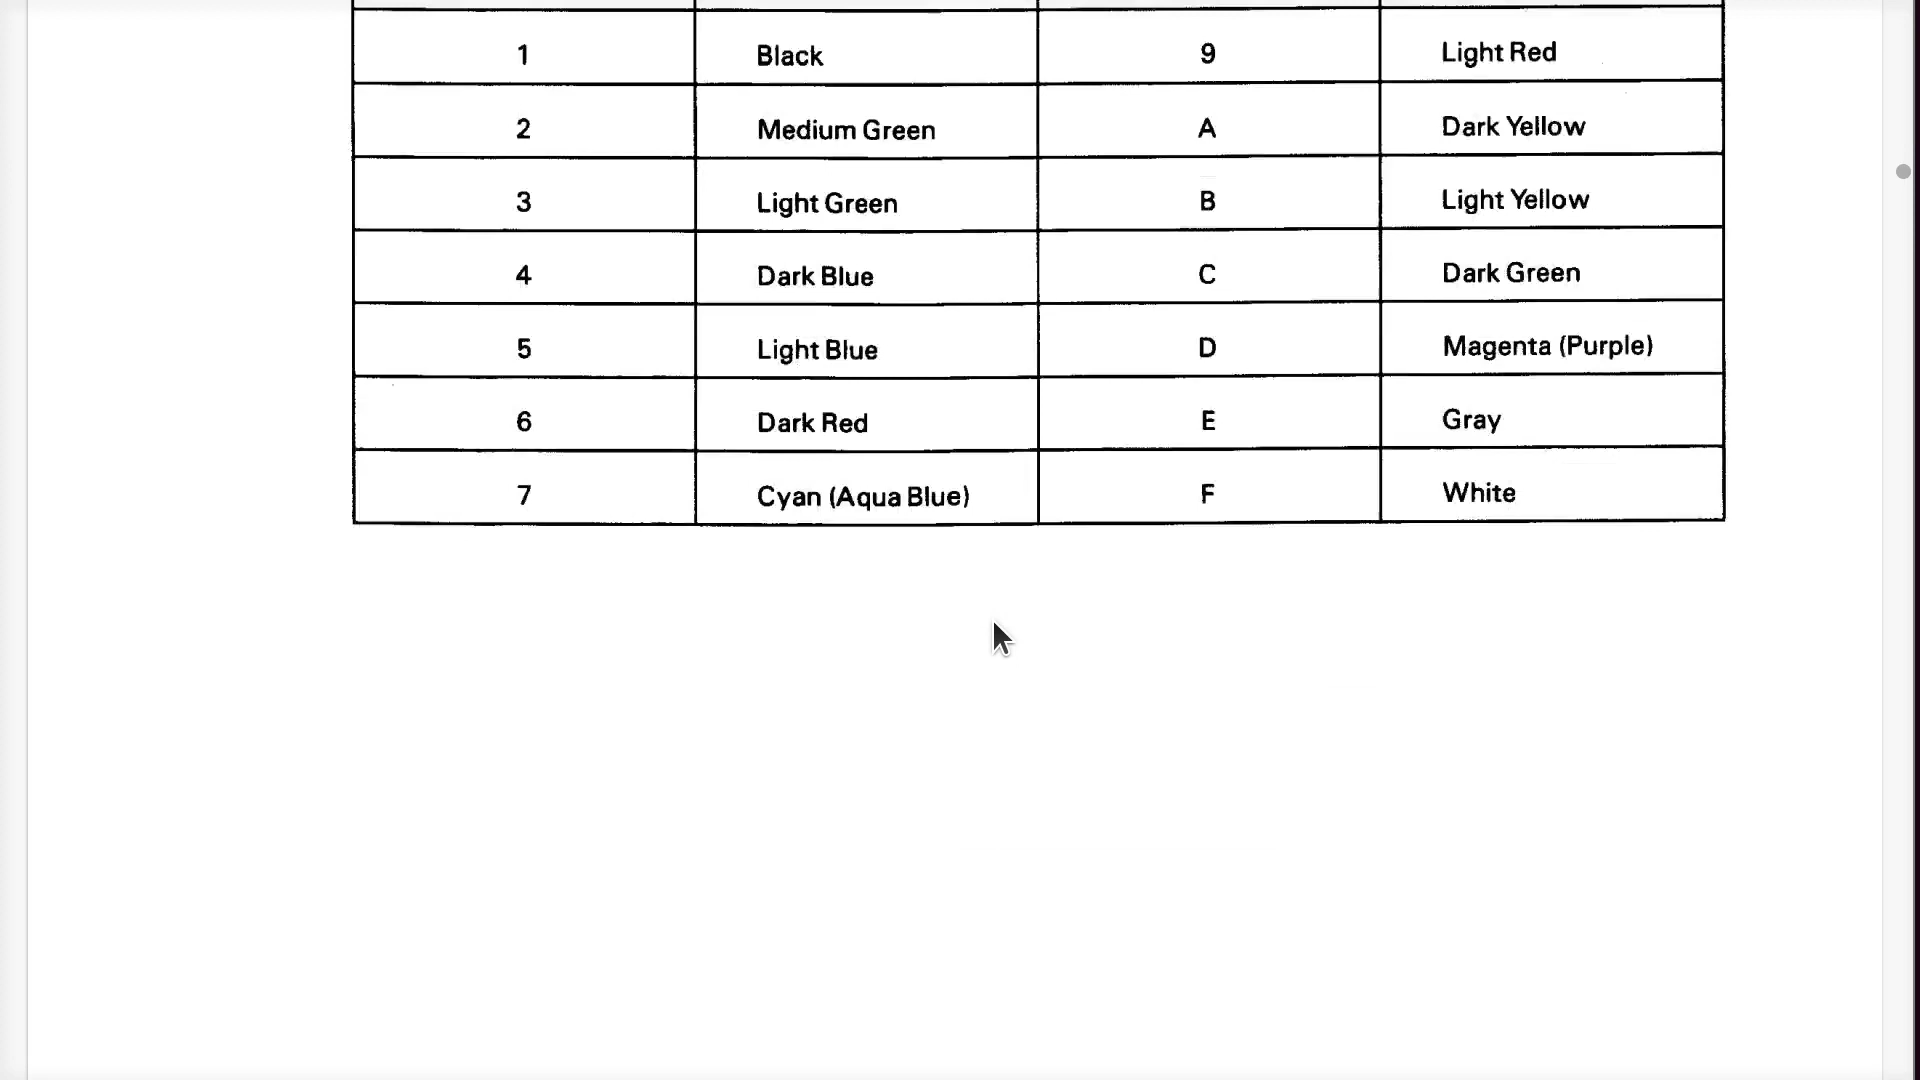 1 Black 9 Light Red
2 Medium Green A Dark Yellow
3 Light Green B Light Yellow
4 Dark Blue C Dark Green
5 Light Blue D Magenta (Purple)
6 Dark Red E Gray
7 Cyan (Aqua Blue) F White